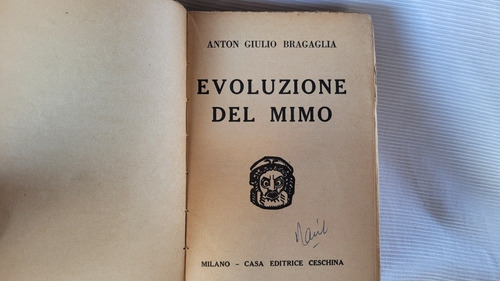 ANTON GIULIO BRAGAGLIA
EVOLUZIONE
DEL MIMO
MILANO - CASA EDITRICE CESCHINA